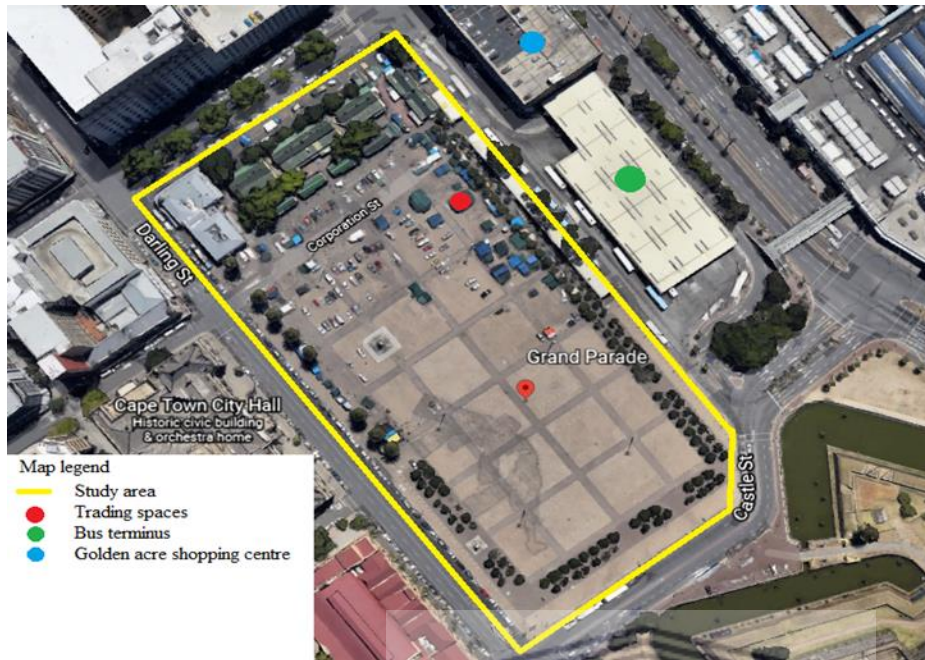 Corporation St
Darling St
Grand Parade
Cape Town City Hall
Historic civic building
& orchestra home
Castle St
Map legend
Study area
Trading spaces
Bus terminus
Golden acre shopping centre